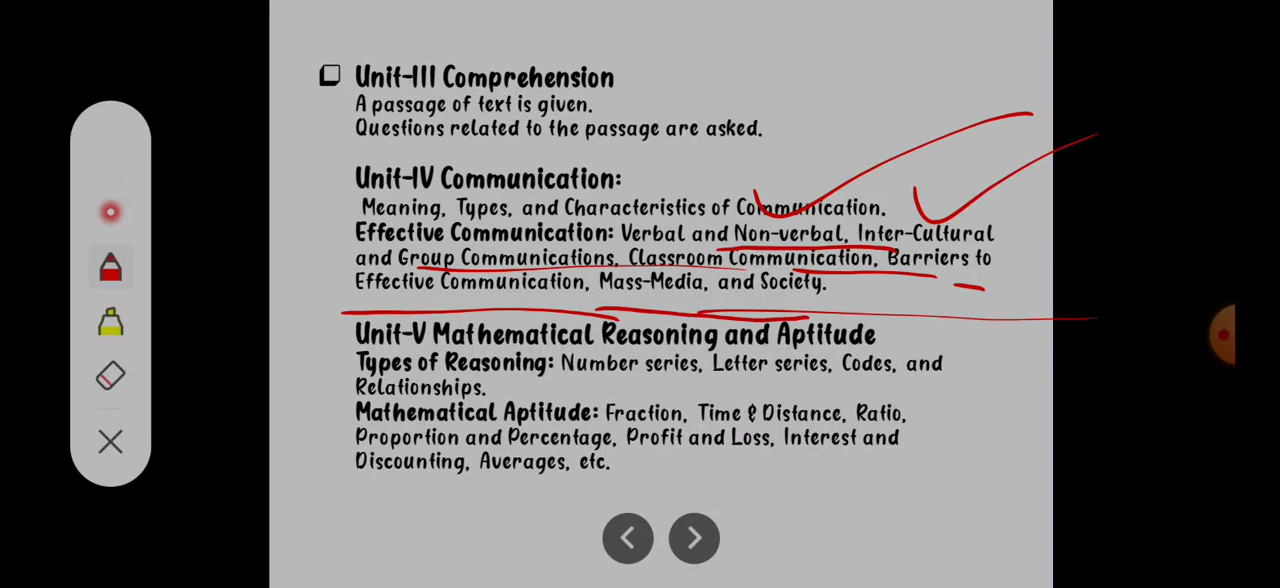 Unit-III Comprehension
A passage of text is given.
Questions related to the passage are asked.
Unit-IV Communication:
Meaning, Types, and Characteristics of Communication.
Effective Communication: Verbal and Non-verbal, Inter-Cultural
and Group Communications, Classroom Communication, Barriers to
Effective Communication, Mass-Media, and Society.
Unit-V Mathematical Reasoning and Aptitude
Types of Reasoning: Number series, Letter series, Codes, and
Relationships.
Mathematical Aptitude: Fraction, Time & Distance, Ratio,
Proportion and Percentage, Profit and Loss, Interest and
Discounting, Averages, etc.